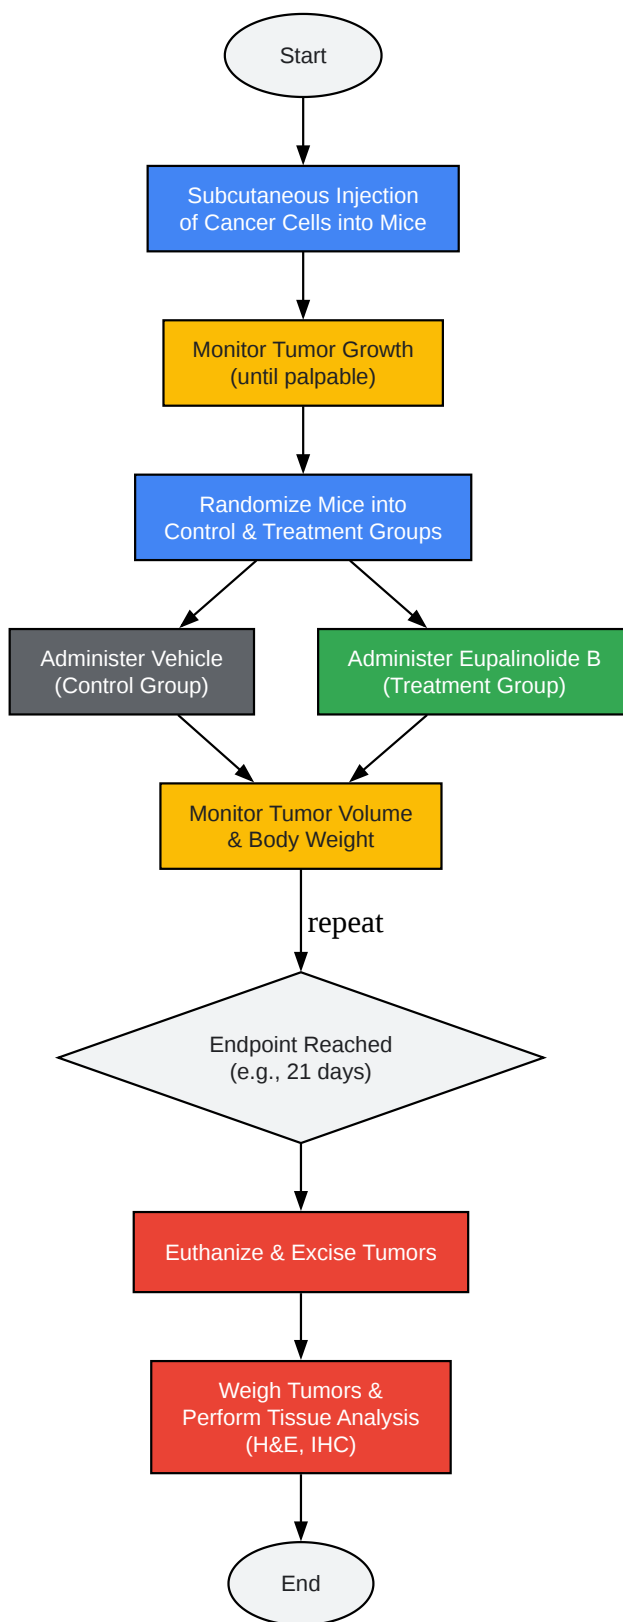 Start
Subcutaneous Injection
of Cancer Cells into Mice
Monitor Tumor Growth
(until palpable)
Randomize Mice into
Control & Treatment Groups
Administer Vehicle
(Control Group)
Administer Eupalinolide B
(Treatment Group)
Monitor Tumor Volume
& Body Weight
repeat
Endpoint Reached
(e.g., 21 days)
Euthanize & Excise Tumors
Weigh Tumors &
Perform Tissue Analysis
(H&E, IHC)
End